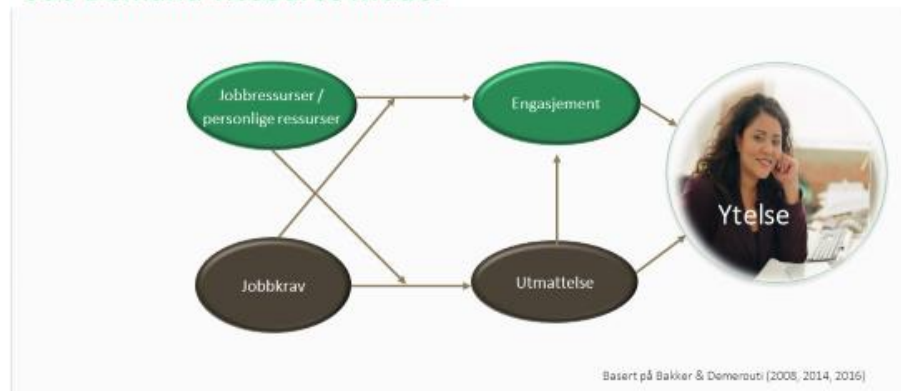 Jobbressurser /
personlige ressurser
Engasjement
Ytelse
Jobbkrav
Utmattelse
Basert på Bakker & Demerouti (2008, 2014, 2016)